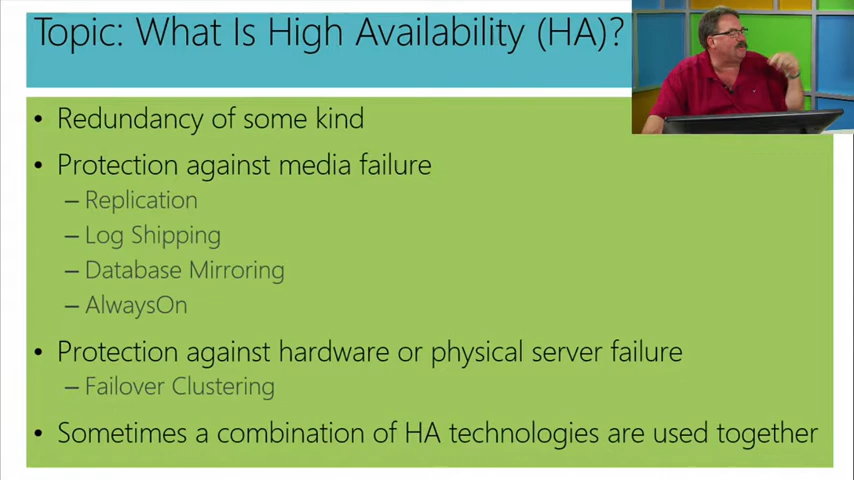 Topic: What Is High Availability (HA)?
• Redundancy of some kind
• Protection against media failure
– Replication
– Log Shipping
– Database Mirroring
– AlwaysOn
• Protection against hardware or physical server failure
– Failover Clustering
• Sometimes a combination of HA technologies are used together